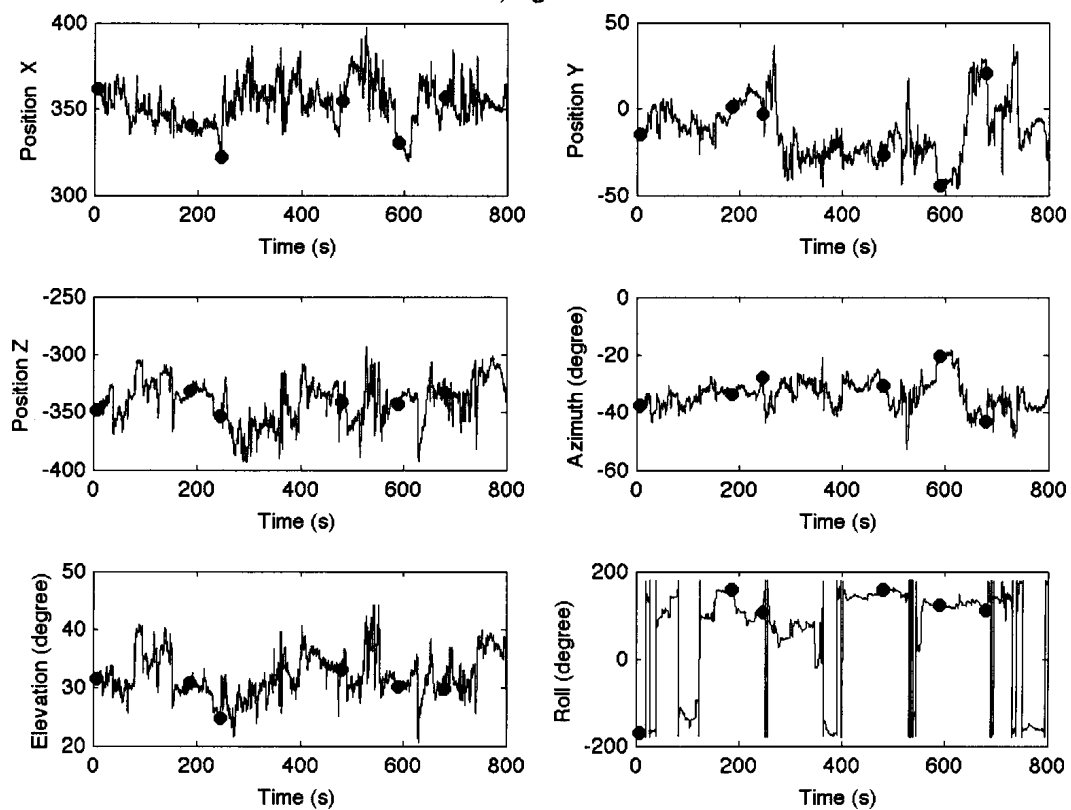 400
350
300
Position X
0 200 400 600 800
Time (s)
50
0
-50
Position Y
0 200 400 600 800
Time (s)
-250
-300
-350
-400
Position Z
0 200 400 600 800
Time (s)
0
-20
-40
-60
Azimuth (degree)
0 200 400 600 800
Time (s)
50
40
30
20
Elevation (degree)
0 200 400 600 800
Time (s)
200
0
-200
Roll (degree)
0 200 400 600 800
Time (s)